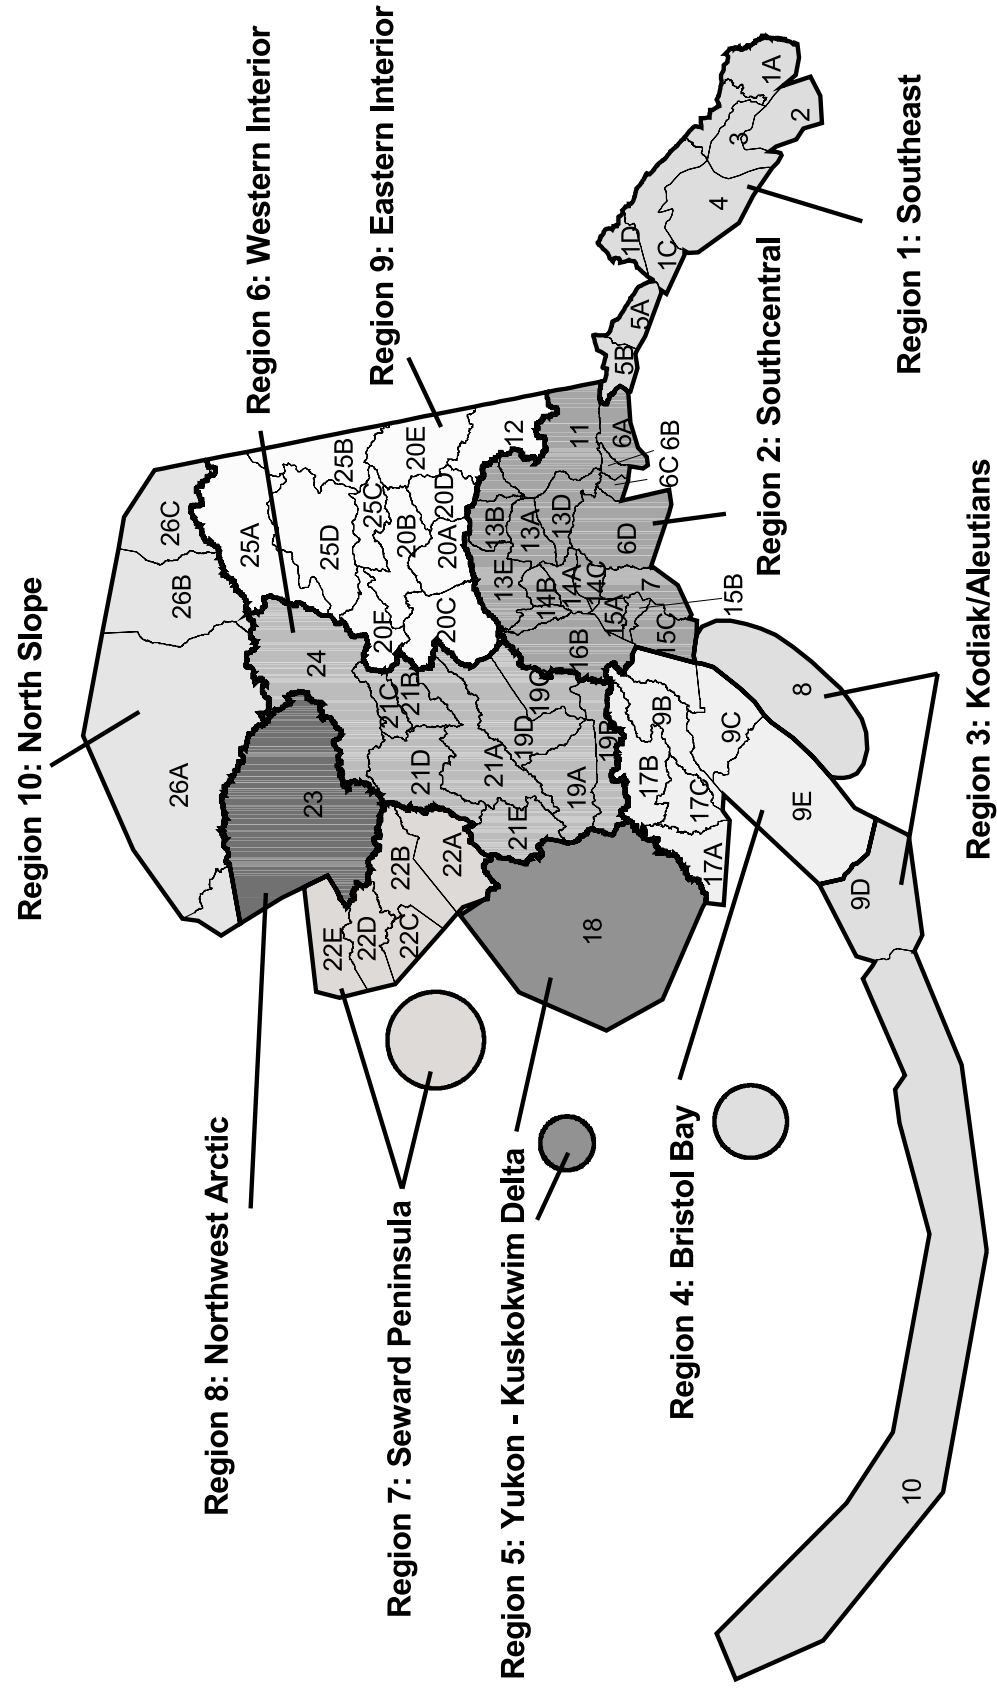 Region 10: North Slope
26A
26B
26C
Region 8: Northwest Arctic
25A
Region 6: Western Interior
23
24
25D
22E
25B
22D
25C
Region 9: Eastern Interior
20F
21C
Region 7: Seward Peninsula
22B
20B
22C
21B
20E
21D
20C
20A
20D
22A
21A
13B
13E
Region 5: Yukon - Kuskokwim Delta
12
21E
19D
13A
19C
14B
13D
14A
19A
16B
11
18
14C
19B
15A
6A
5B
6D
1D
5A
17B
7
9B
15C
1C
6C
6B
Region 4: Bristol Bay
17C
17A
4
9C
15B
3
Region 2: Southcentral
1A
2
9E
8
9D
Region 1: Southeast
10
Region 3: Kodiak/Aleutians